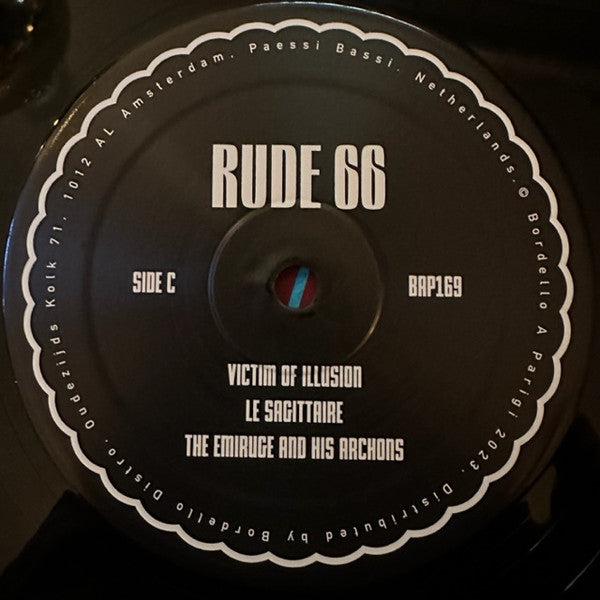 RUDE 66
SIDE C
BAP169
VICTIM OF ILLUSION
LE SAGITTAIRE
THE EMIRUGE AND HIS ARCHONS
© Bordello A Parigi 2023. Distributed by Bordello Distro. Oudezijds Kolk 71. 1012 AL Amsterdam. Paessi Bassi. Netherlands.